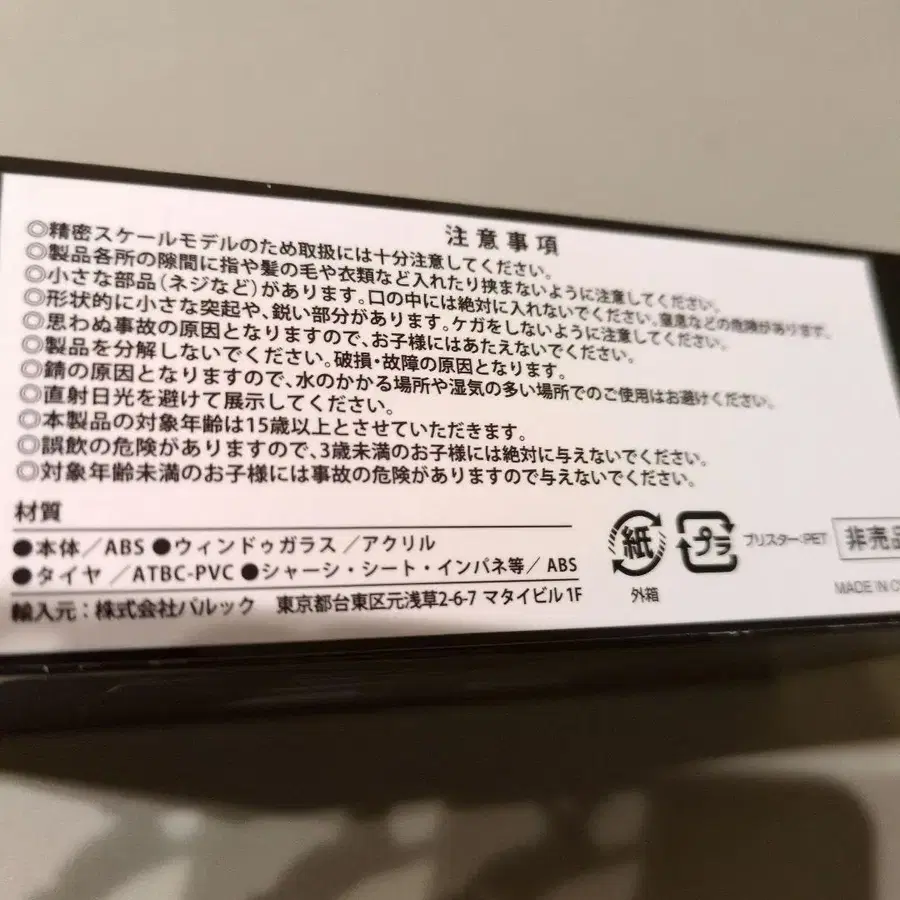 注意事項
◎精密スケールモデルのため取扱には十分注意してください。
◎製品各所の隙間に指や髪の毛や衣類など入れたり挟まないように注意してください。
◎小さな部品(ネジなど)があります。口の中には絶対に入れないでください。窒息などの危険があります。
◎形状的に小さな突起や、鋭い部分があります。ケガをしないように注意してください。
◎思わぬ事故の原因となりますので、お子様にはあたえないでください。
◎製品を分解しないでください。破損・故障の原因となります。
◎錆の原因となりますので、水のかかる場所や湿気の多い場所でのご使用はお避けください。
◎直射日光を避けて展示してください。
◎本製品の対象年齢は15歳以上とさせていただきます。
◎誤飲の危険がありますので、3歳未満のお子様には絶対に与えないでください。
◎対象年齢未満のお子様には事故の危険がありますので与えないでください。
材質
●本体/ABS ●ウィンドゥガラス /アクリル
●タイヤ /ATBC-PVC ●シャーシ・シート・インパネ等/ ABS
輸入元:株式会社バルック 東京都台東区元浅草2-6-7 マタイビル1F
紙
外箱
プラ
ブリスター:PET
非売品
MADE IN